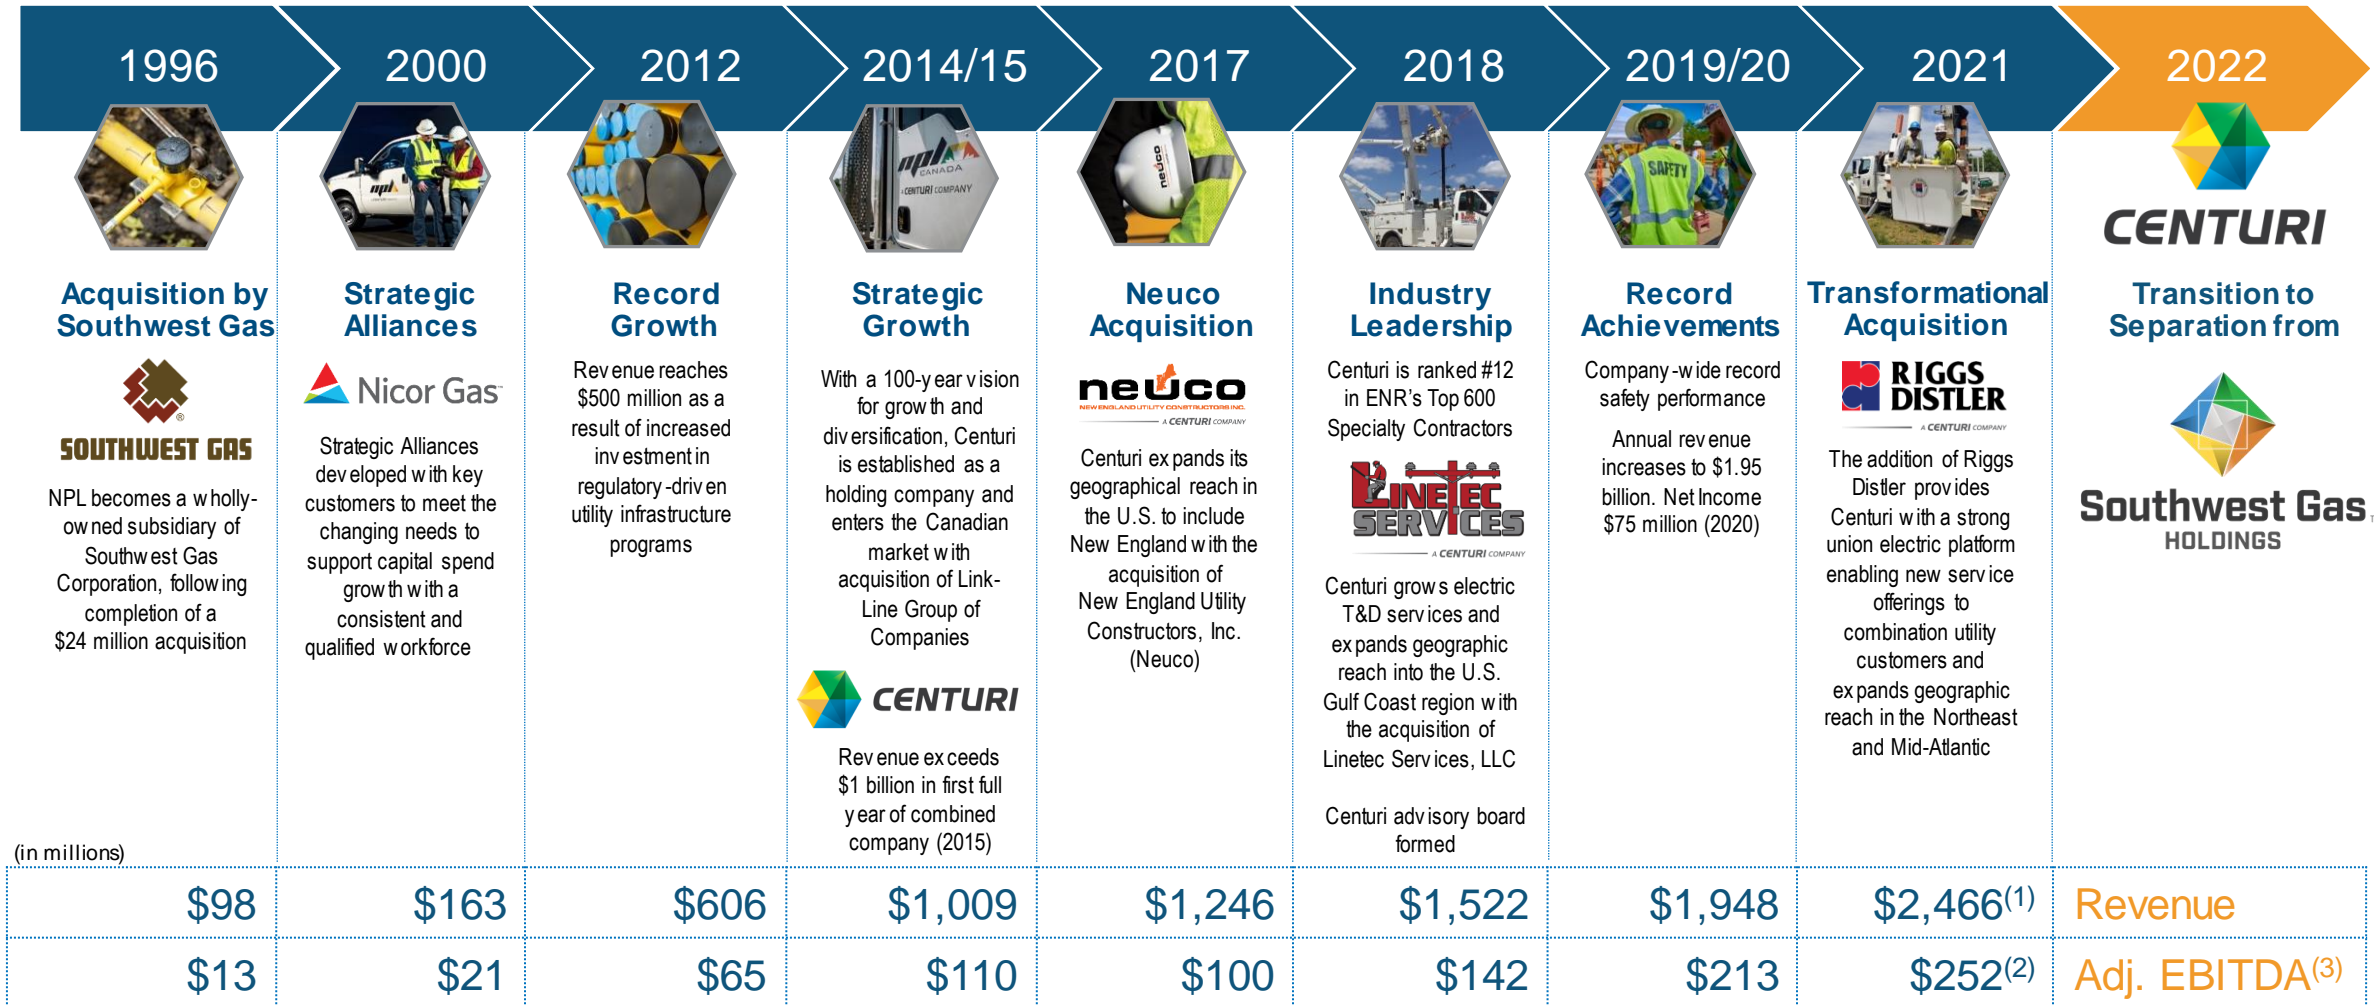 1996
2000
2012
2014/15
2017
2018
2019/20
2021
2022
npl
npl
CANADA
A CENTURI COMPANY
neuco
SAFETY
CENTURI
Acquisition by
Southwest Gas
SOUTHWEST GAS
NPL becomes a wholly-
owned subsidiary of
Southwest Gas
Corporation, following
completion of a
$24 million acquisition
Strategic
Alliances
Nicor Gas
Strategic Alliances
developed with key
customers to meet the
changing needs to
support capital spend
growth with a
consistent and
qualified workforce
Record
Growth
Revenue reaches
$500 million as a
result of increased
investment in
regulatory-driven
utility infrastructure
programs
Strategic
Growth
With a 100-year vision
for growth and
diversification, Centuri
is established as a
holding company and
enters the Canadian
market with
acquisition of Link-
Line Group of
Companies
CENTURI
Revenue exceeds
$1 billion in first full
year of combined
company (2015)
Neuco
Acquisition
neuco
NEW ENGLAND UTILITY CONSTRUCTORS INC.
A CENTURI COMPANY
Centuri expands its
geographical reach in
the U.S. to include
New England with the
acquisition of
New England Utility
Constructors, Inc.
(Neuco)
Industry
Leadership
Centuri is ranked #12
in ENR’s Top 600
Specialty Contractors
LINETEC
SERVICES
A CENTURI COMPANY
Centuri grows electric
T&D services and
expands geographic
reach into the U.S.
Gulf Coast region with
the acquisition of
Linetec Services, LLC
Centuri advisory board
formed
Record
Achievements
Company-wide record
safety performance
Annual revenue
increases to $1.95
billion. Net Income
$75 million (2020)
Transformational
Acquisition
RIGGS
DISTLER
A CENTURI COMPANY
The addition of Riggs
Distler provides
Centuri with a strong
union electric platform
enabling new service
offerings to
combination utility
customers and
expands geographic
reach in the Northeast
and Mid-Atlantic
Transition to
Separation from
Southwest Gas
HOLDINGS
(in millions)
$98 $163 $606 $1,009 $1,246 $1,522 $1,948 $2,466(1) Revenue
$13 $21 $65 $110 $100 $142 $213 $252(2) Adj. EBITDA(3)